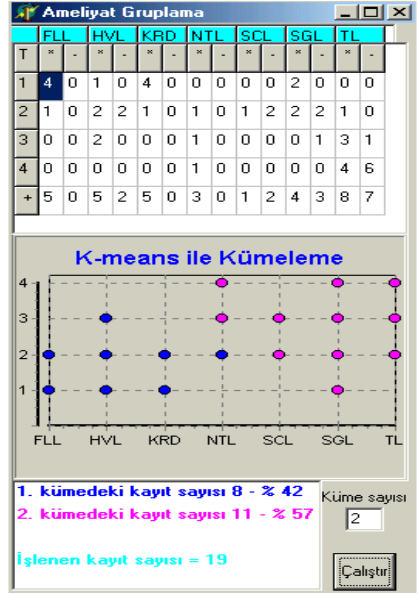 Ameliyat Gruplama
FLL HVL KRD NTL SCL SGL TL
T * - * - * - * - * - * - * -
1 4 0 1 0 4 0 0 0 0 0 2 0 0 0
2 1 0 2 2 1 0 1 0 1 2 2 2 1 0
3 0 0 2 0 0 0 1 0 0 0 0 1 3 1
4 0 0 0 0 0 0 1 0 0 0 0 0 4 6
+ 5 0 5 2 5 0 3 0 1 2 4 3 8 7
K-means ile Kümeleme
4
3
2
1
FLL HVL KRD NTL SCL SGL TL
1. kümedeki kayıt sayısı 8 - % 42
2. kümedeki kayıt sayısı 11 - % 57
İşlenen kayıt sayısı = 19
Küme sayısı
2
Çalıştır